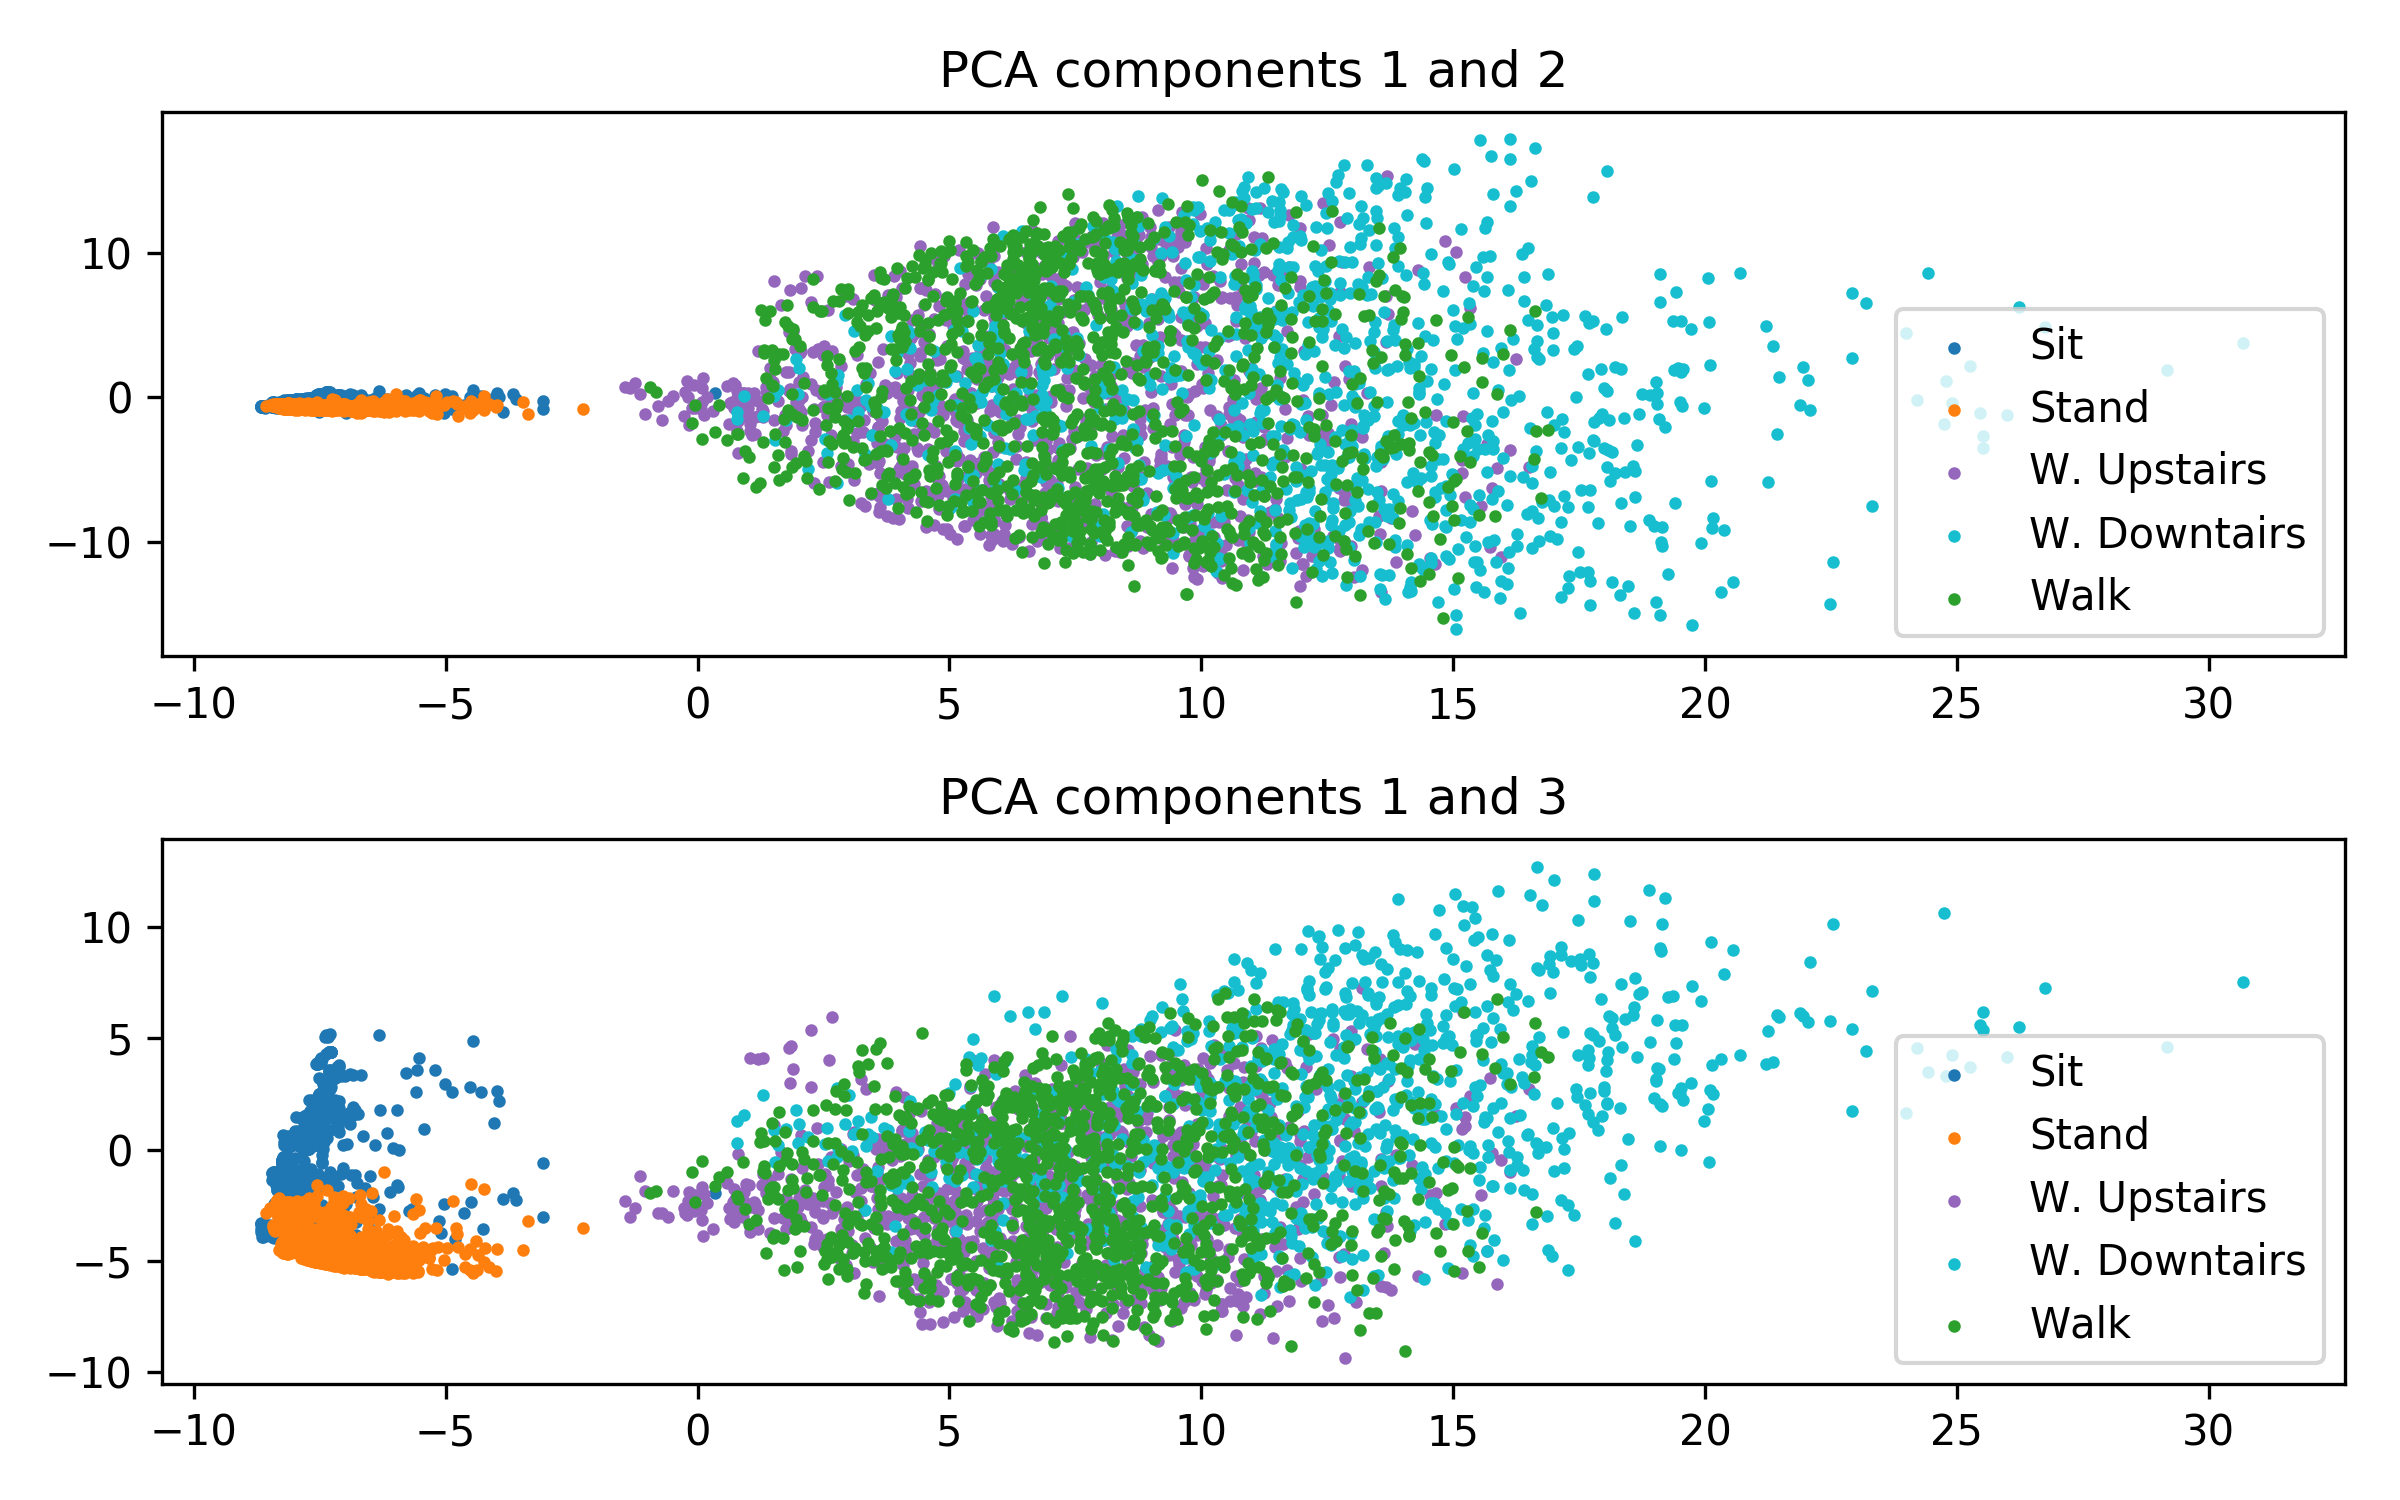 PCA components 1 and 2
10
0
−10
Sit
Stand
W. Upstairs
W. Downtairs
Walk
−10 −5 0 5 10 15 20 25 30
PCA components 1 and 3
10
5
0
−5
−10
Sit
Stand
W. Upstairs
W. Downtairs
Walk
−10 −5 0 5 10 15 20 25 30